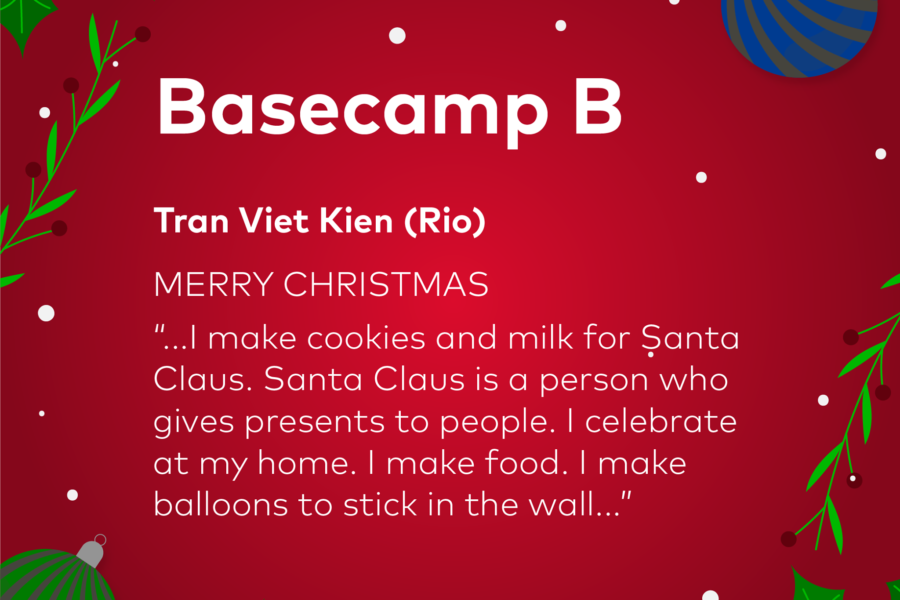 Basecamp B
Tran Viet Kien (Rio)
MERRY CHRISTMAS
“...I make cookies and milk for Santa
Claus. Santa Claus is a person who
gives presents to people. I celebrate
at my home. I make food. I make
balloons to stick in the wall...”